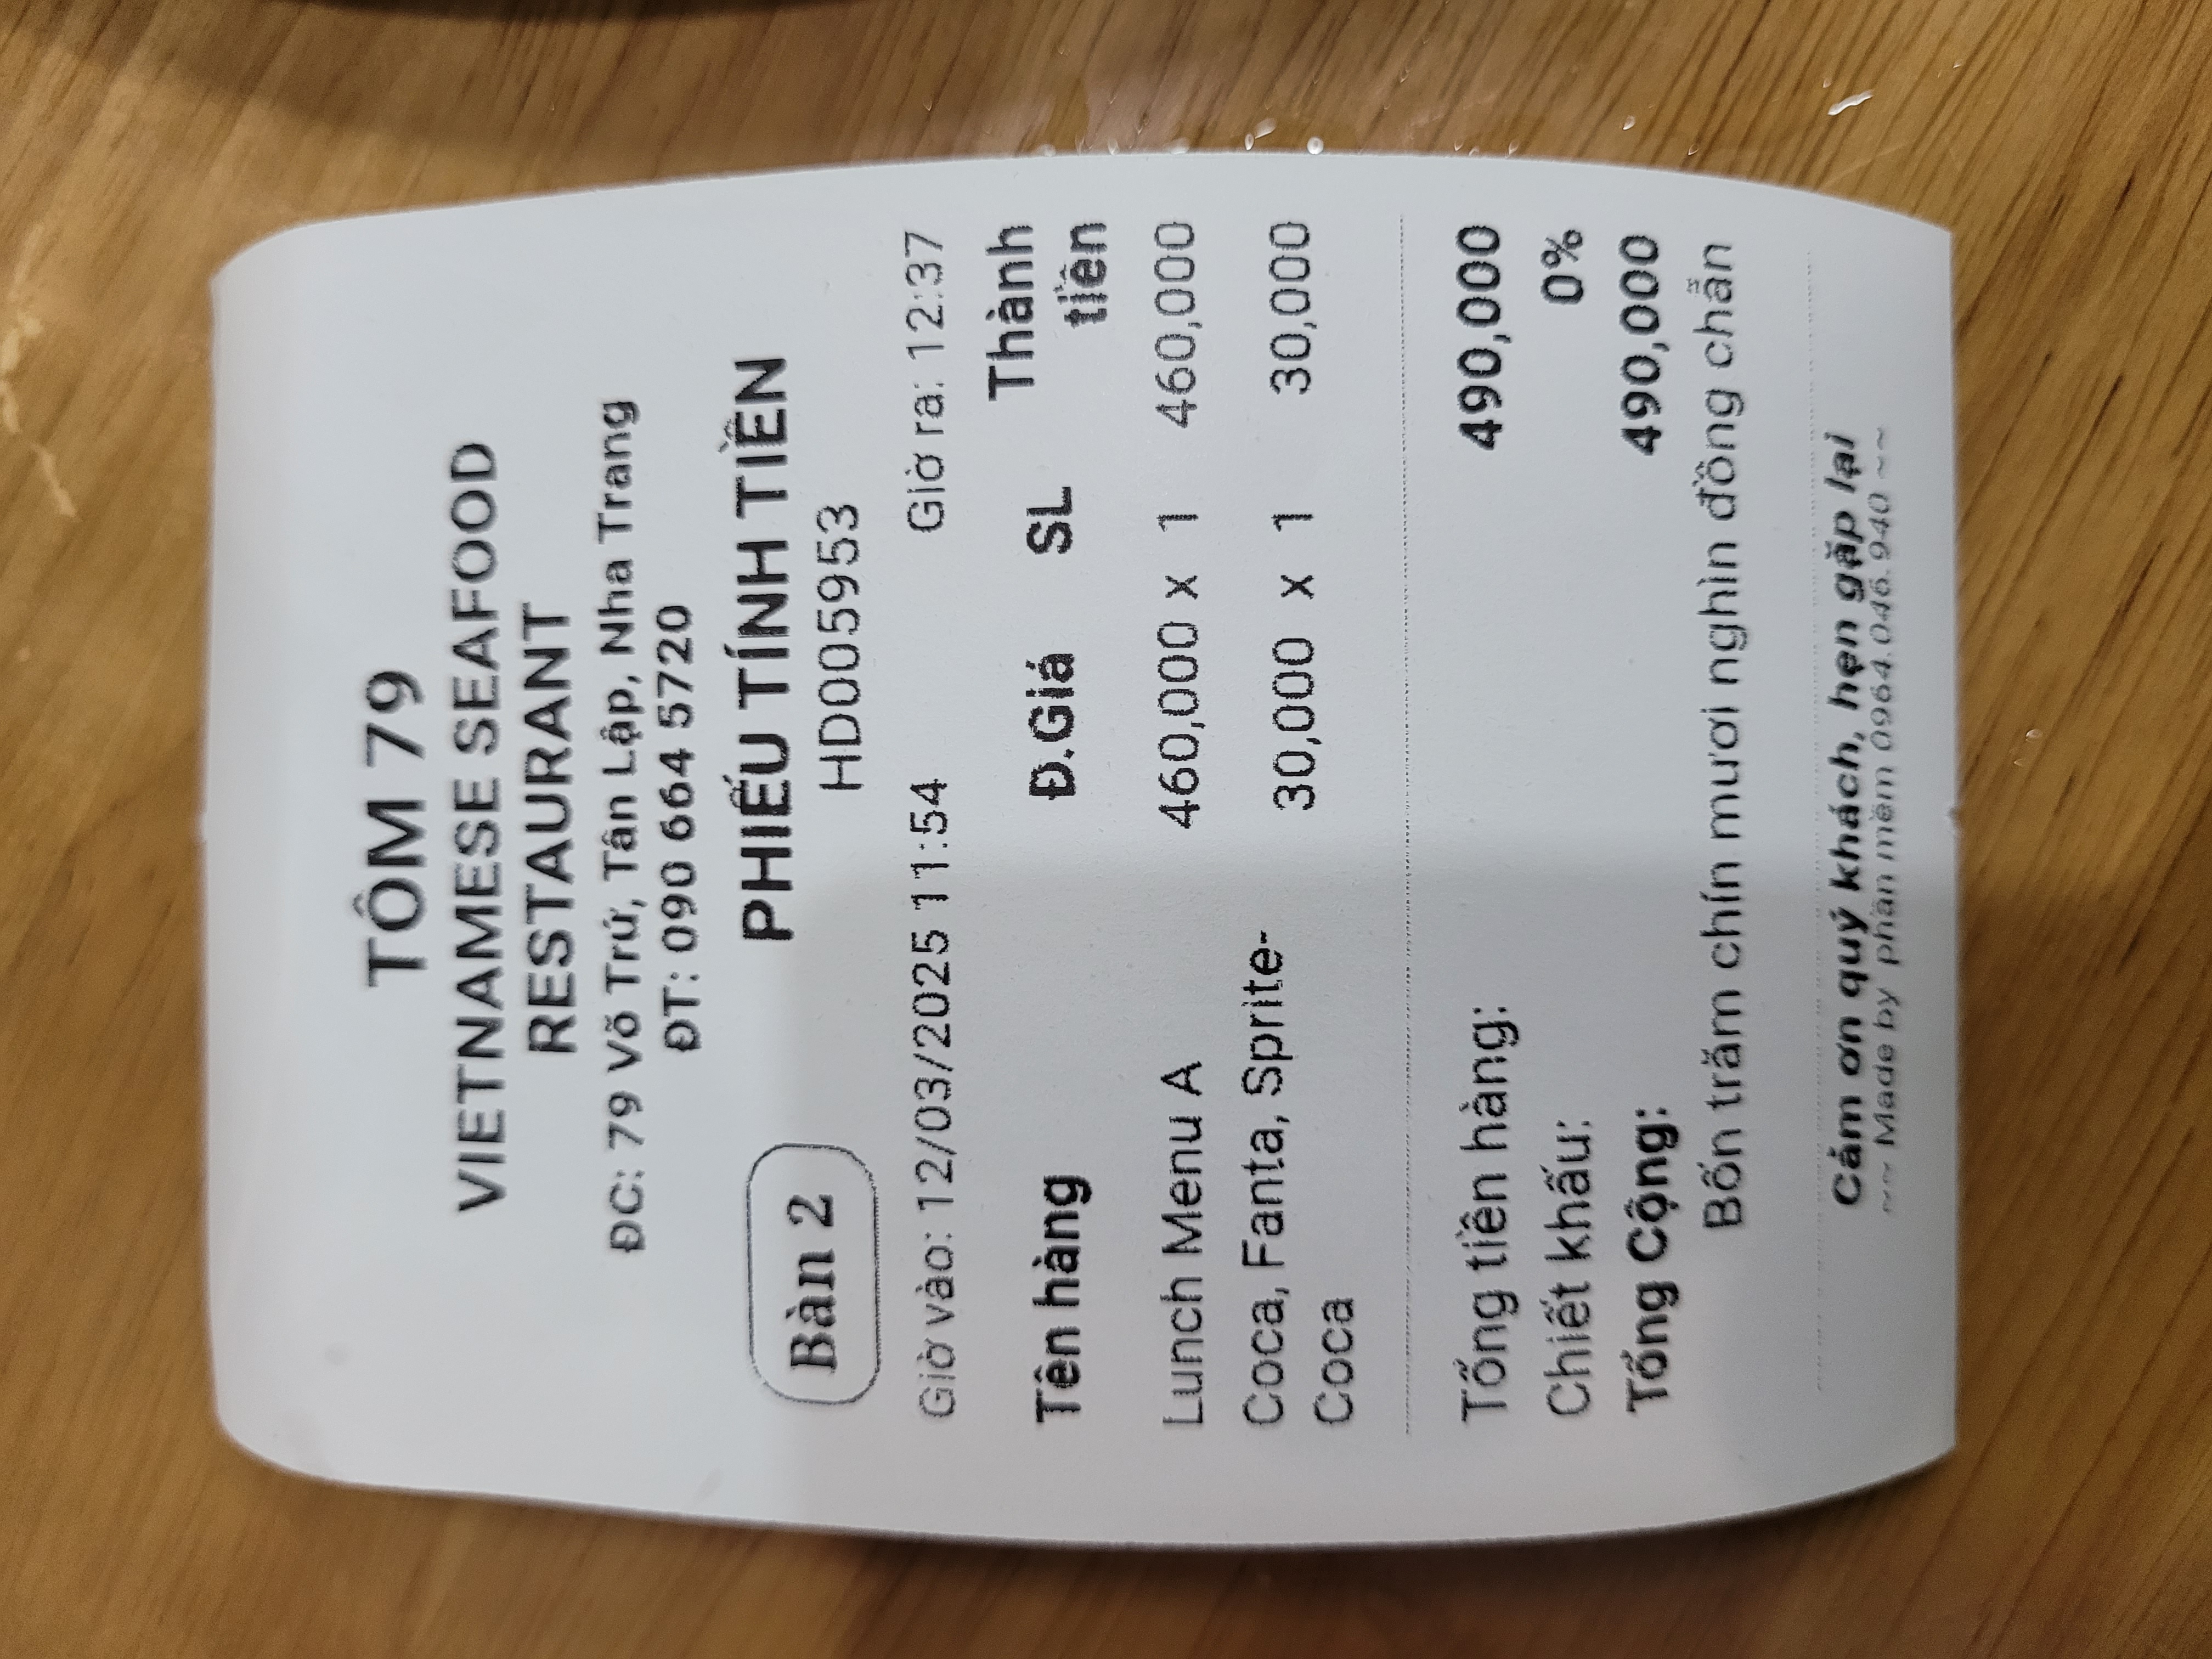 TÔM 79
VIETNAMESE SEAFOOD
RESTAURANT
ĐC: 79 Võ Trứ, Tân Lập, Nha Trang
ĐT: 090 664 5720
PHIẾU TÍNH TIỀN
Bàn 2
HD005953
Giờ vào: 12/03/2025 11:54 Giờ ra: 12:37
Tên hàng Đ.Giá SL Thành tiền
Lunch Menu A 460,000 x 1 460,000
Coca, Fanta, Sprite- 30,000 x 1 30,000
Coca
Tổng tiền hàng: 490,000
Chiết khấu: 0%
Tổng Cộng: 490,000
Bốn trăm chín mươi nghìn đồng chẵn
Cảm ơn quý khách, hẹn gặp lại
~~~ Made by phần mềm 0964.046.940 ~~